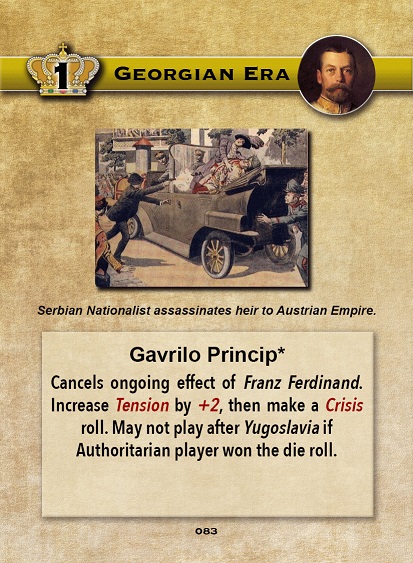 1
GEORGIAN ERA
Serbian Nationalist assassinates heir to Austrian Empire.
Gavrilo Princip*
Cancels ongoing effect of Franz Ferdinand.
Increase Tension by +2, then make a Crisis
roll. May not play after Yugoslavia if
Authoritarian player won the die roll.
083